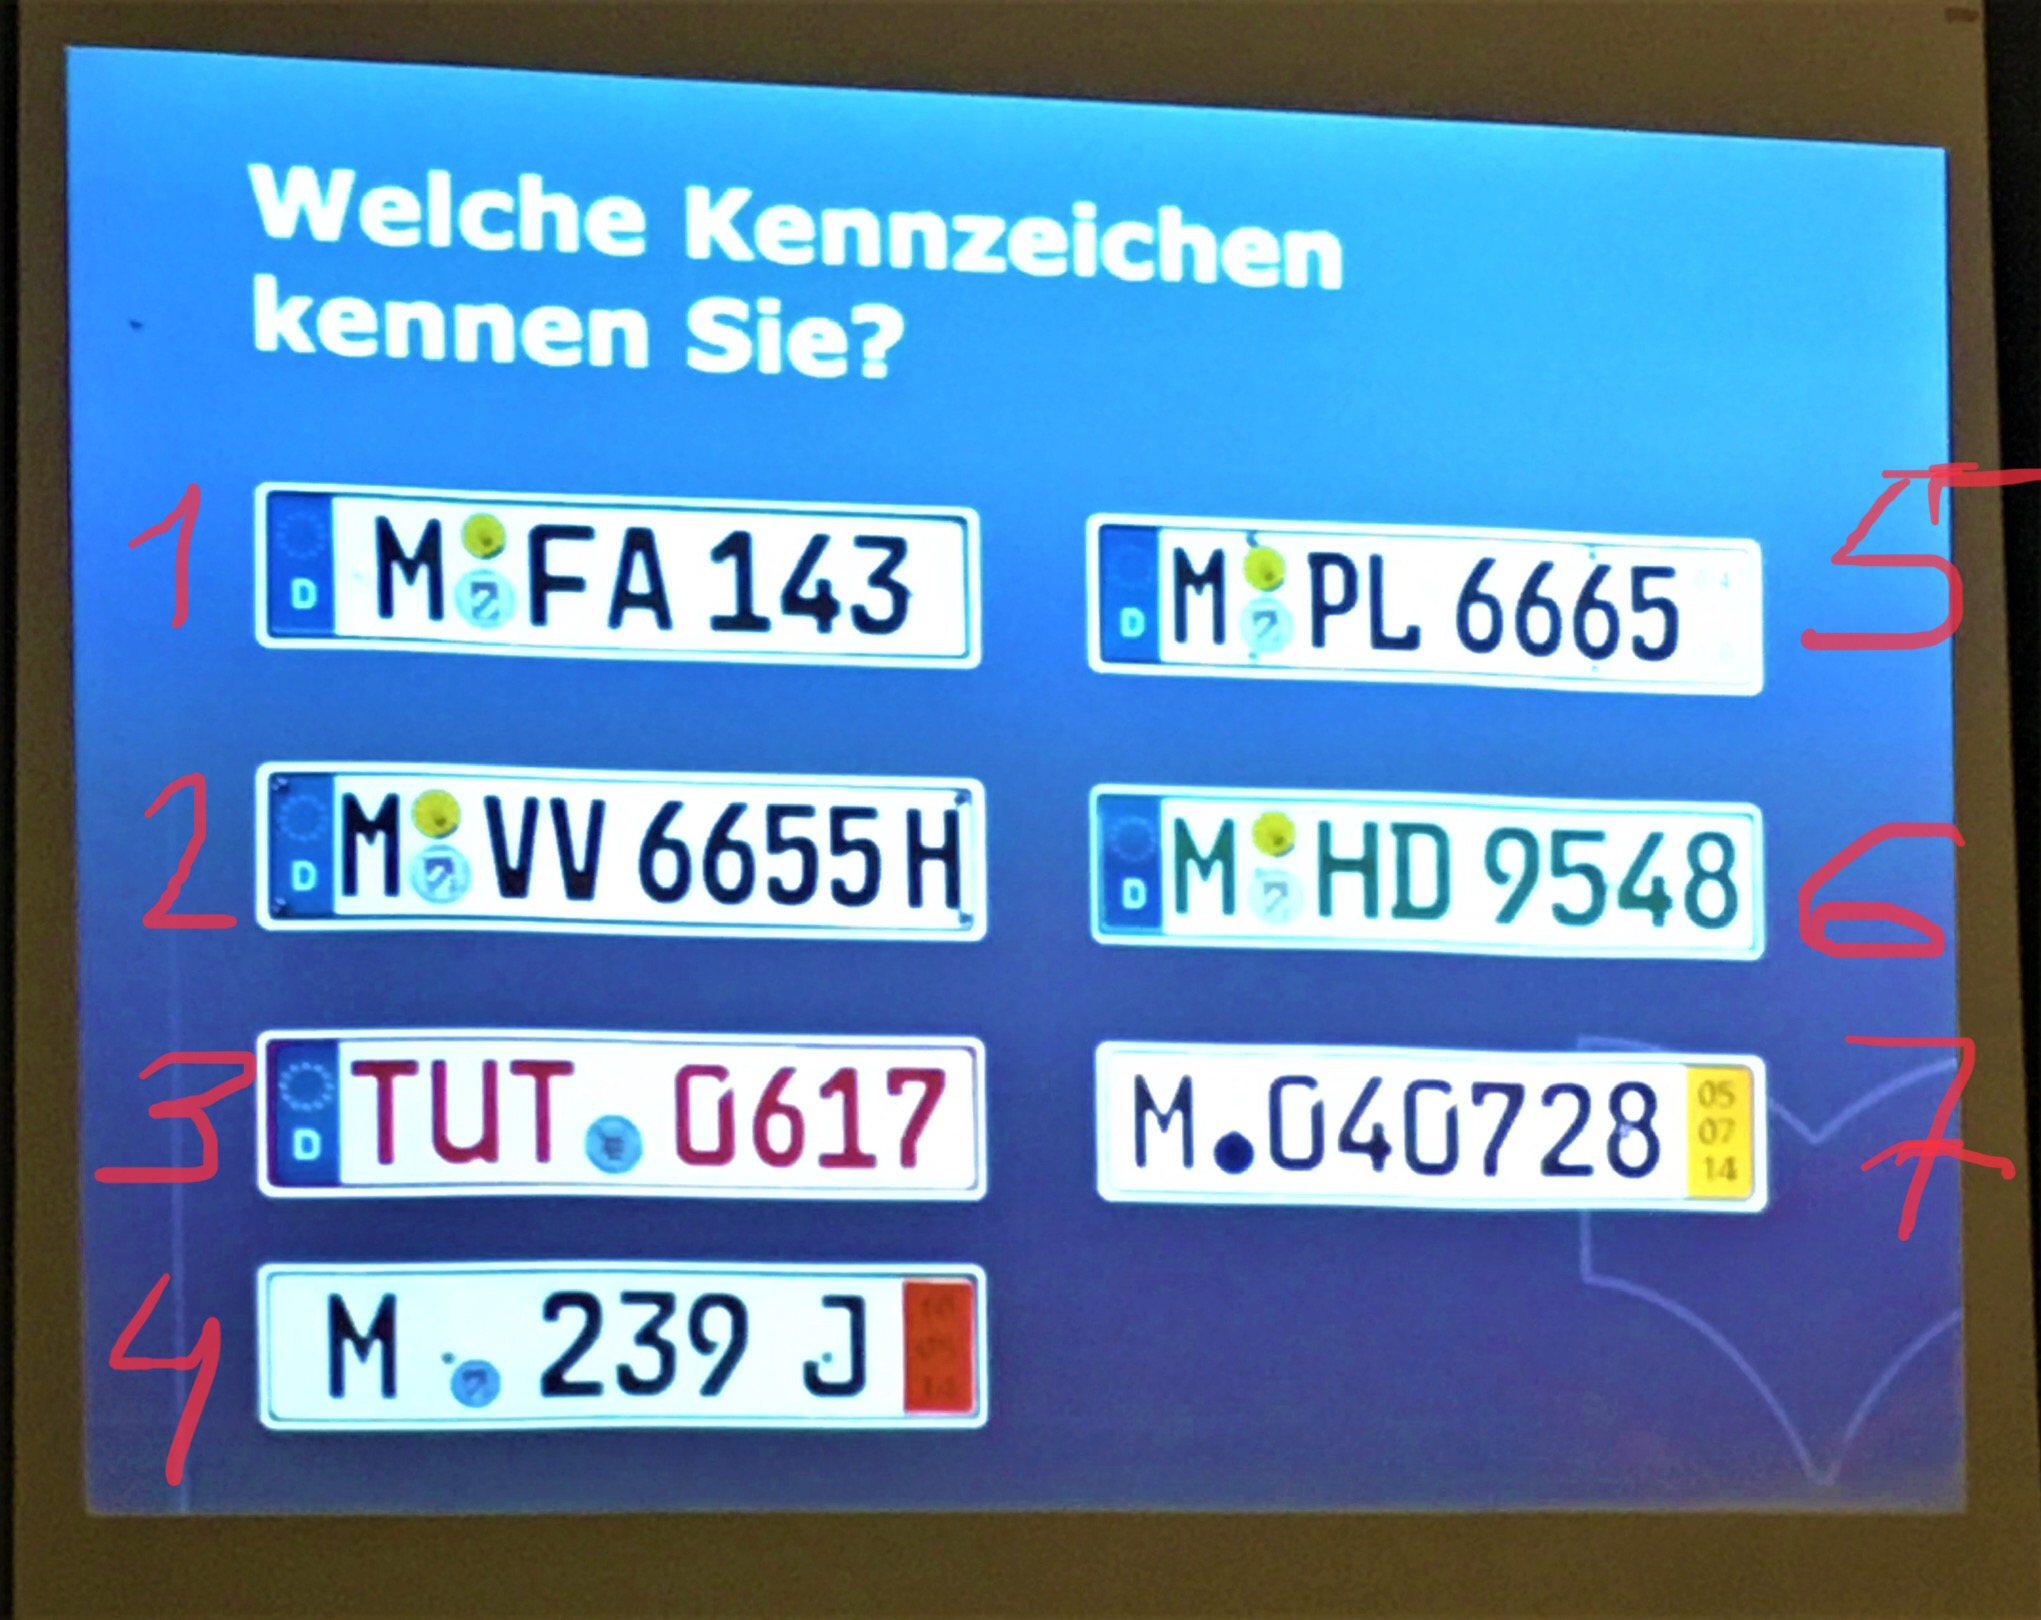 Welche Kennzeichen
kennen Sie?
1
D
M FA 143
D
M PL 6665
5
2
D
M VV 6655 H
D
M HD 9548
6
3
D
TUT 0617
M 040728
05
07
14
7
4
M 239 J